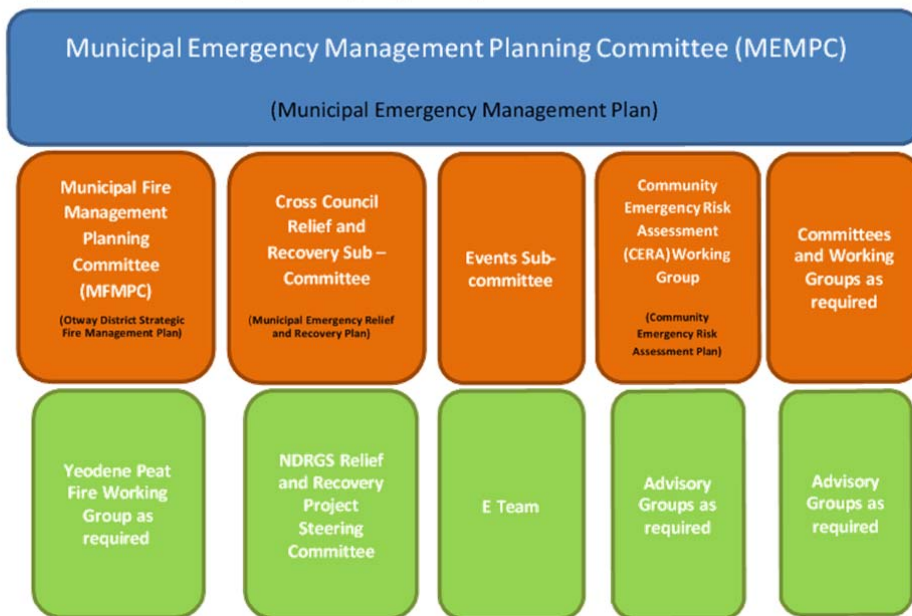 Municipal Emergency Management Planning Committee (MEMPC)
(Municipal Emergency Management Plan)
Municipal Fire
Management
Planning
Committee
(MFMPC)
(Otway District Strategic
Fire Management Plan)
Cross Council
Relief and
Recovery Sub –
Committee
(Municipal Emergency Relief
and Recovery Plan)
Events Sub-
committee
Community
Emergency Risk
Assessment
(CERA) Working
Group
(Community
Emergency Risk
Assessment Plan)
Committees
and Working
Groups as
required
Yeodene Peat
Fire Working
Group as
required
NDRGS Relief
and Recovery
Project
Steering
Committee
E Team
Advisory
Groups as
required
Advisory
Groups as
required